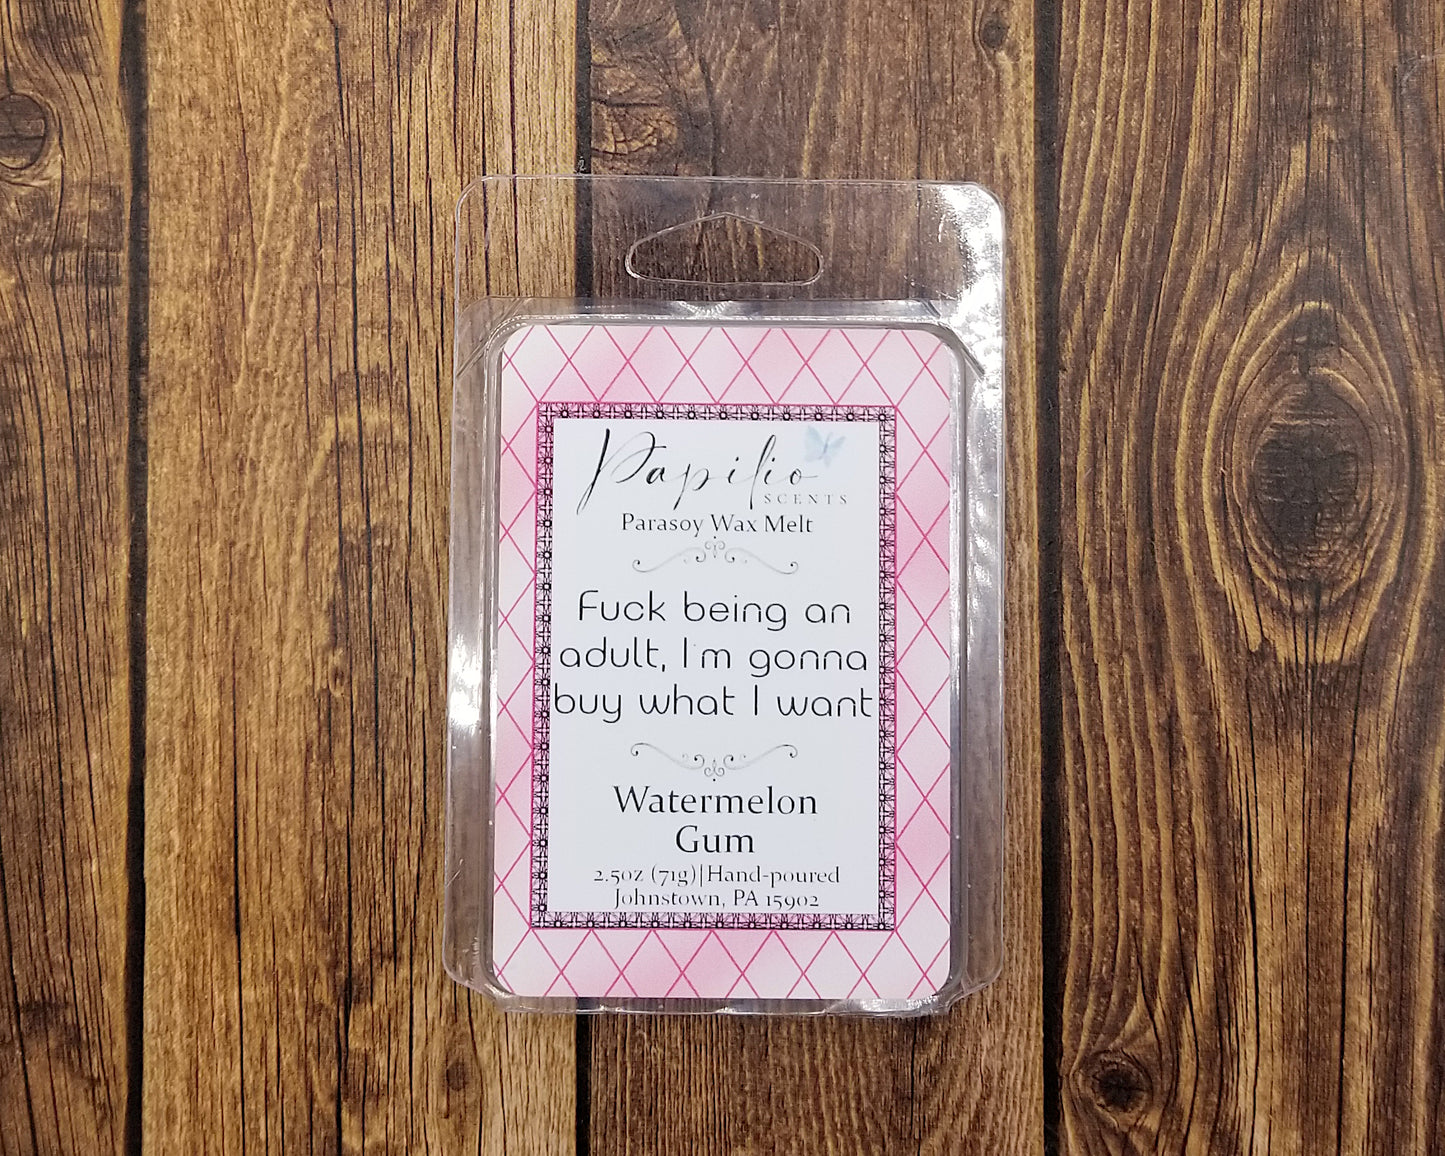 Papilio
SCENTS
Parasoy Wax Melt
Fuck being an
adult, I'm gonna
buy what I want
Watermelon
Gum
2.5oz (71g)|Hand-poured
Johnstown, PA 15902